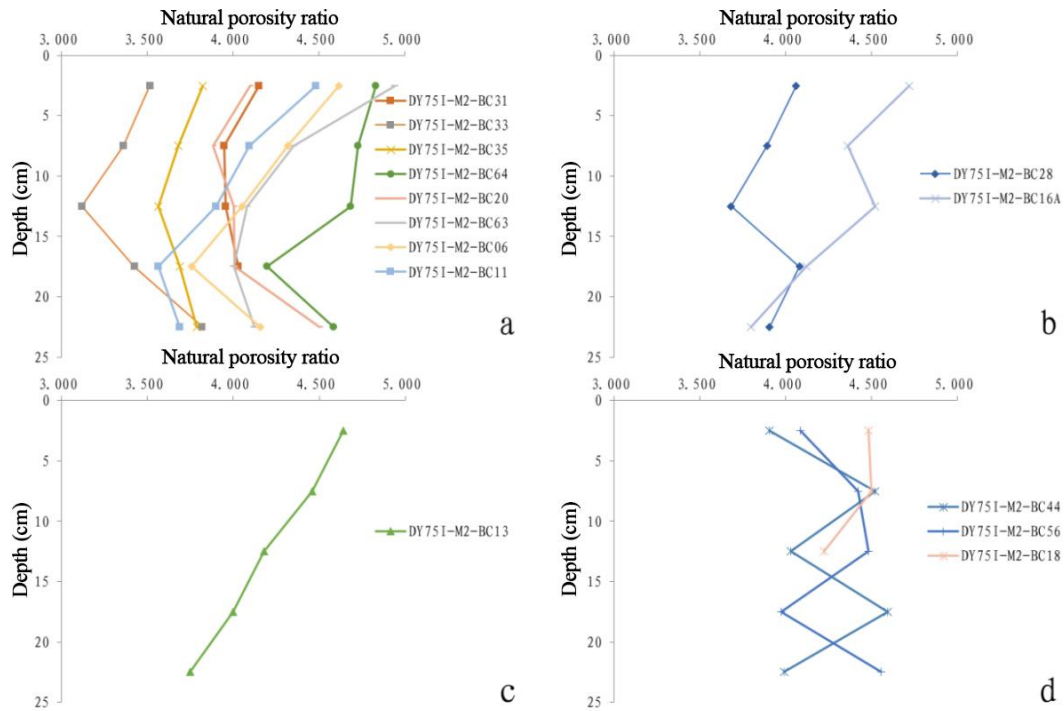 Natural porosity ratio
3.000 3.500 4.000 4.500 5.000
0
5
10
15
20
25
Depth (cm)
DY75I-M2-BC31
DY75I-M2-BC33
DY75I-M2-BC35
DY75I-M2-BC64
DY75I-M2-BC20
DY75I-M2-BC63
DY75I-M2-BC06
DY75I-M2-BC11
a
Natural porosity ratio
3.000 3.500 4.000 4.500 5.000
0
5
10
15
20
25
Depth (cm)
DY75I-M2-BC28
DY75I-M2-BC16A
b
Natural porosity ratio
3.000 3.500 4.000 4.500 5.000
0
5
10
15
20
25
Depth (cm)
DY75I-M2-BC13
c
Natural porosity ratio
3.000 3.500 4.000 4.500 5.000
0
5
10
15
20
25
Depth (cm)
DY75I-M2-BC44
DY75I-M2-BC56
DY75I-M2-BC18
d